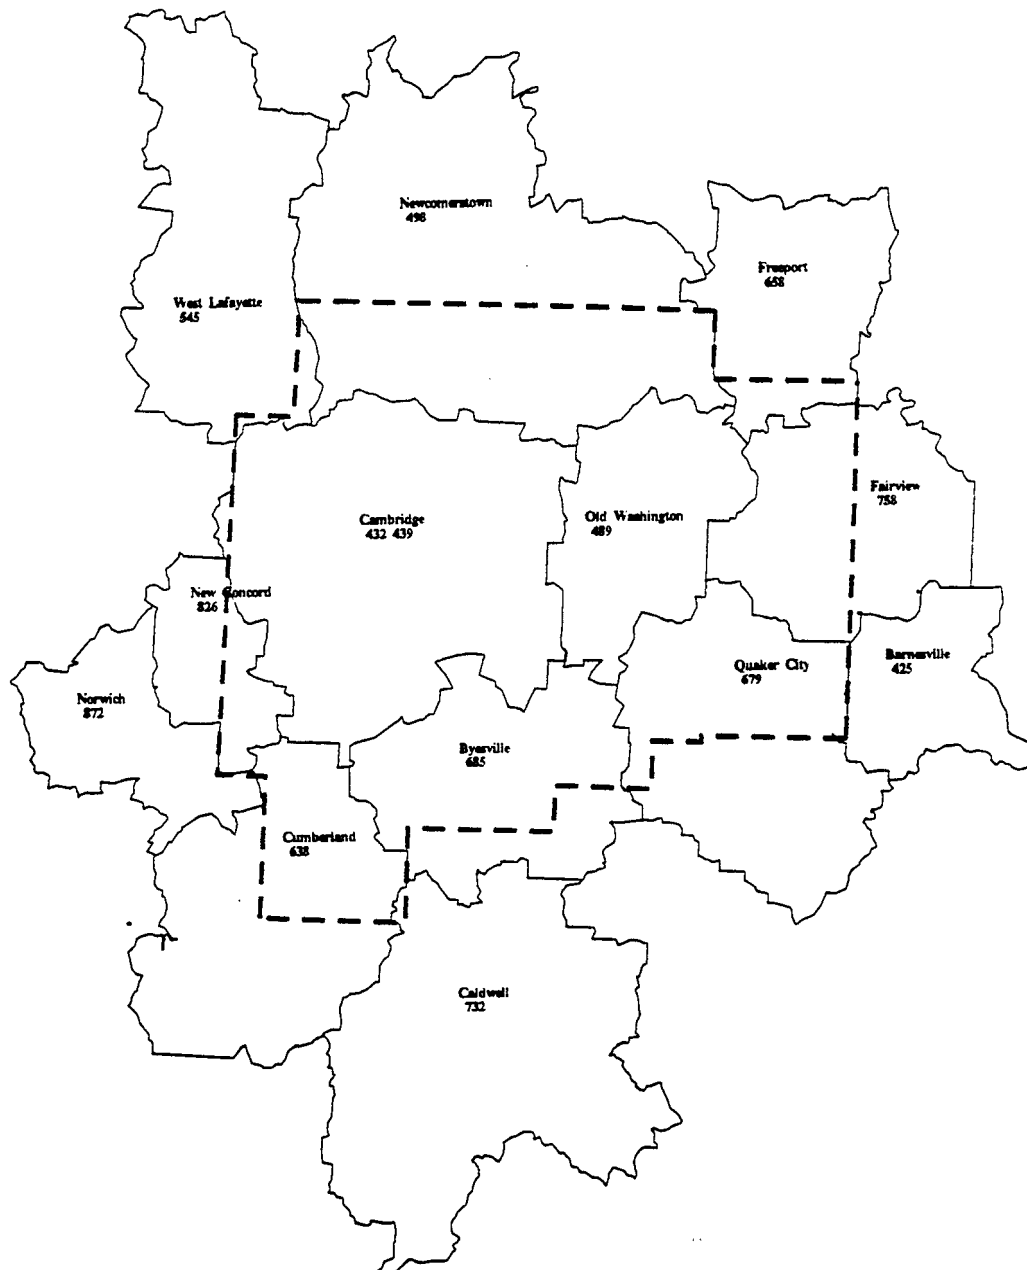 Newcomerstown
498
Freeport
658
West Lafayette
545
Fairview
758
Cambridge
432 439
Old Washington
489
New Concord
826
Barnesville
425
Quaker City
679
Norwich
872
Byesville
685
Cumberland
638
Caldwell
732